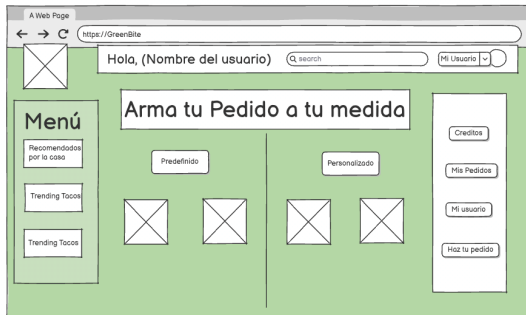 A Web Page
https://GreenBite
Hola, (Nombre del usuario)
search
Mi Usuario
Menú
Recomendados
por la casa
Trending Tacos
Trending Tacos
Arma tu Pedido a tu medida
Predefinido
Personalizado
Creditos
Mis Pedidos
Mi usuario
Haz tu pedido